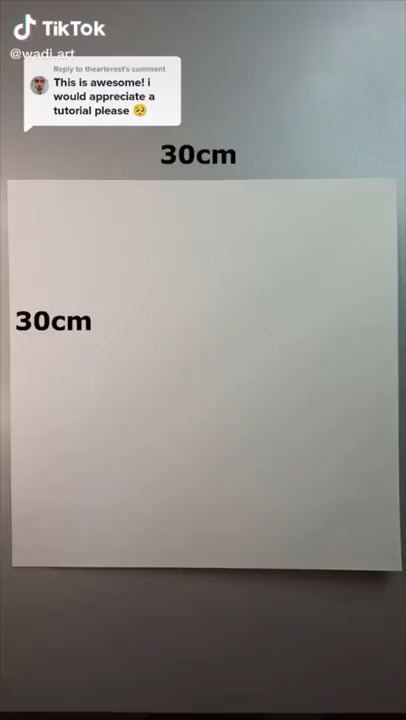 TikTok
@wadi.art
Reply to thearterest's comment
This is awesome! i
would appreciate a
tutorial please 🥺
30cm
30cm